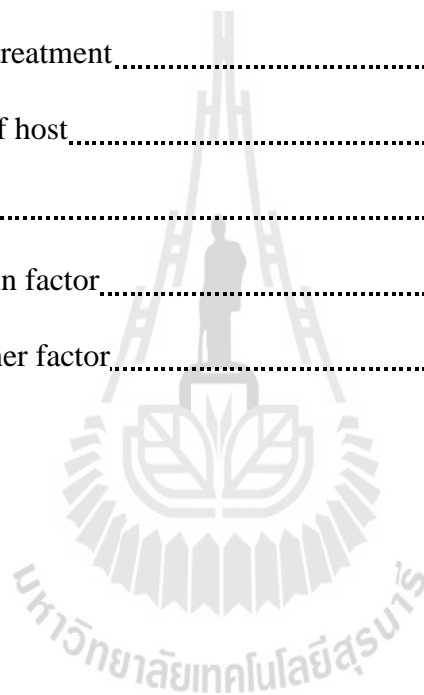 reatment
f host
n factor
er factor
มหาวิทยาลัยเทคโนโลยีสุรนารี